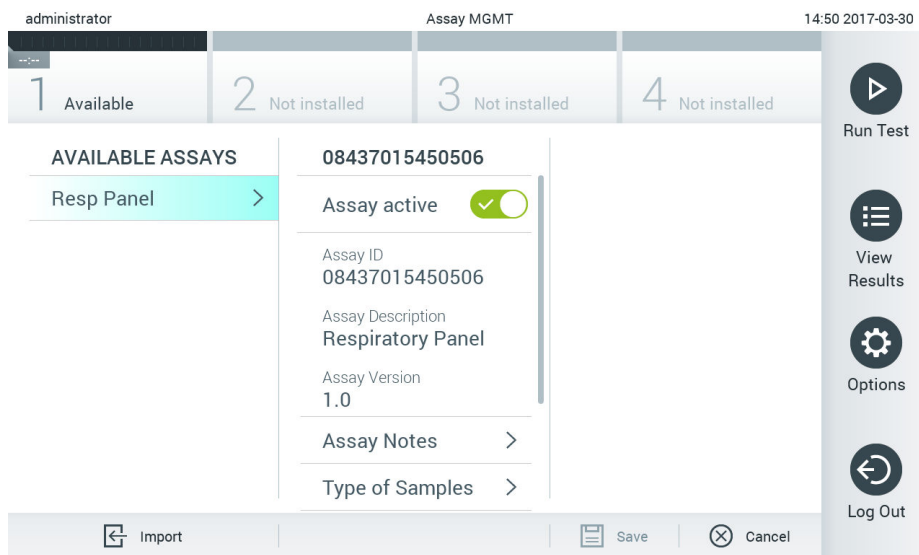 administrator Assay MGMT 14:50 2017-03-30
--:--
1 Available 2 Not installed 3 Not installed 4 Not installed
Run Test
AVAILABLE ASSAYS
Resp Panel
08437015450506
Assay active
Assay ID
08437015450506
Assay Description
Respiratory Panel
Assay Version
1.0
Assay Notes
Type of Samples
View
Results
Options
Log Out
Import Save Cancel